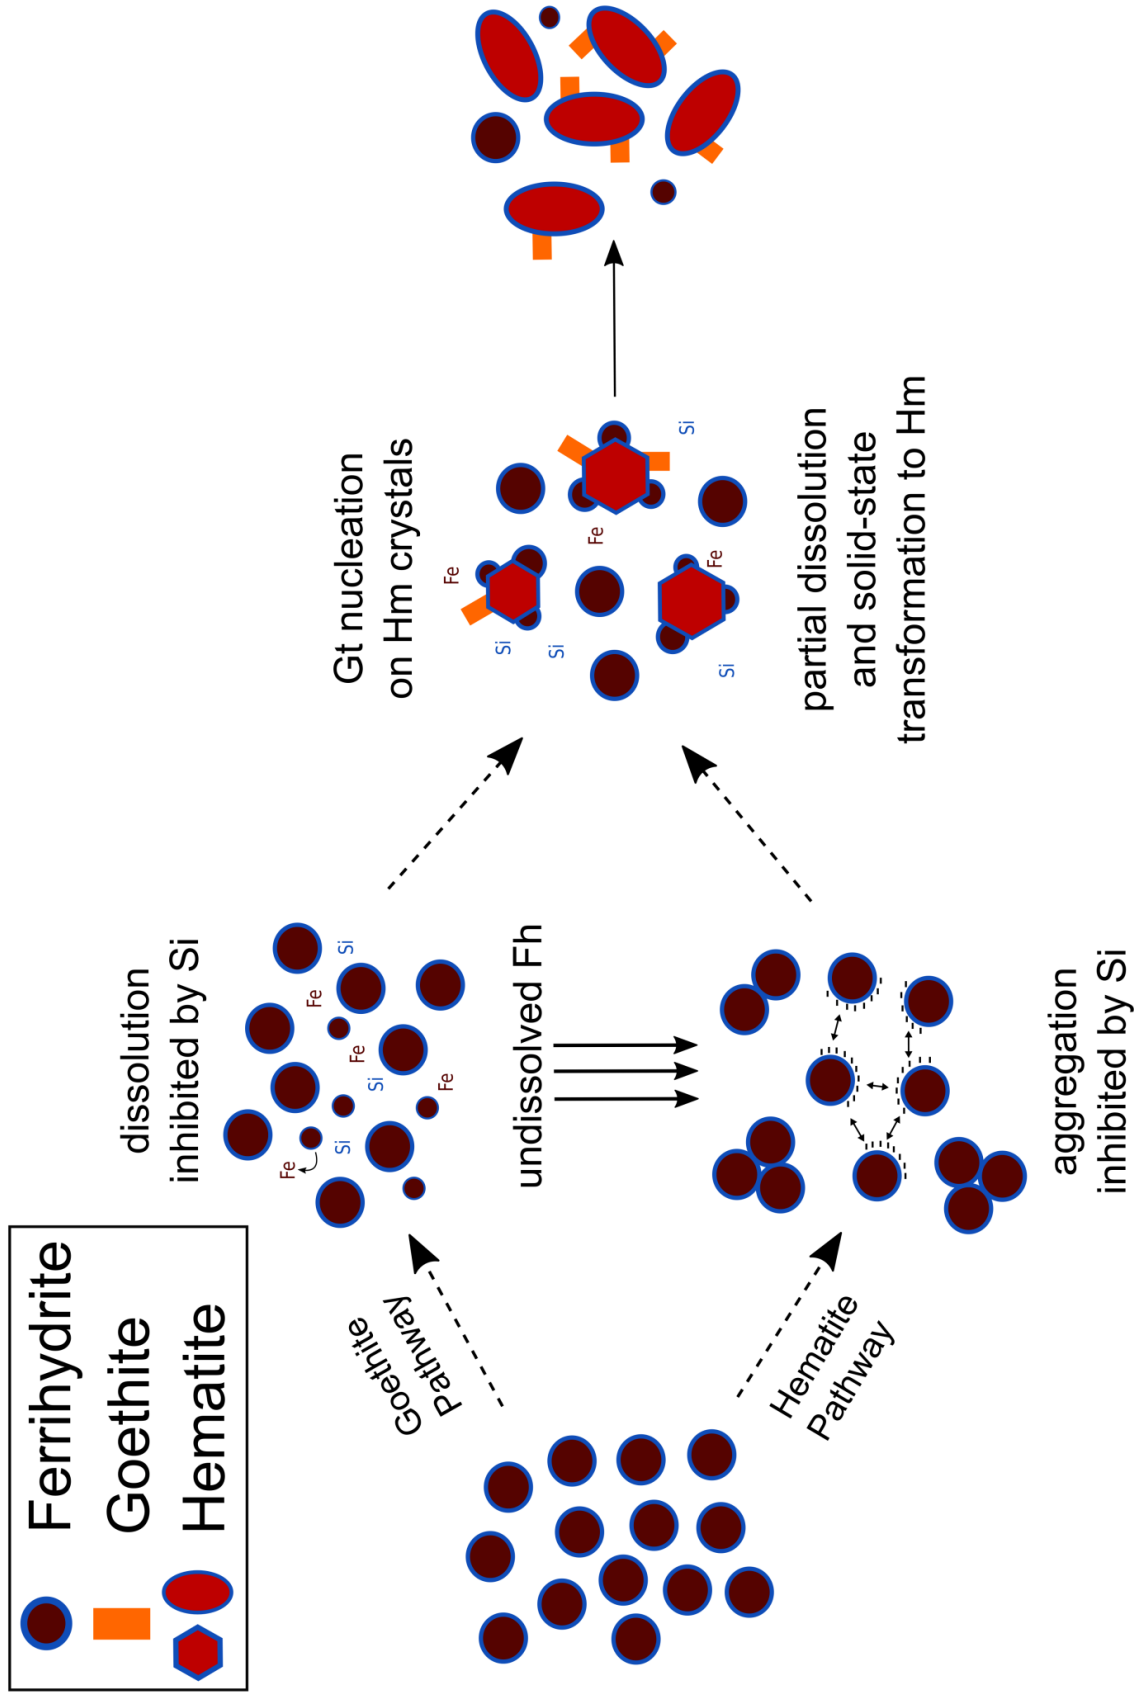 Ferrihydrite
Goethite
Hematite
Goethite
Pathway
Hematite
Pathway
dissolution
inhibited by Si
Fe
Si
Fe
Si
Fe
Si
Fe
undissolved Fh
aggregation
inhibited by Si
Gt nucleation
on Hm crystals
Fe
Si
Si
Fe
Si
Fe
Si
partial dissolution
and solid-state
transformation to Hm